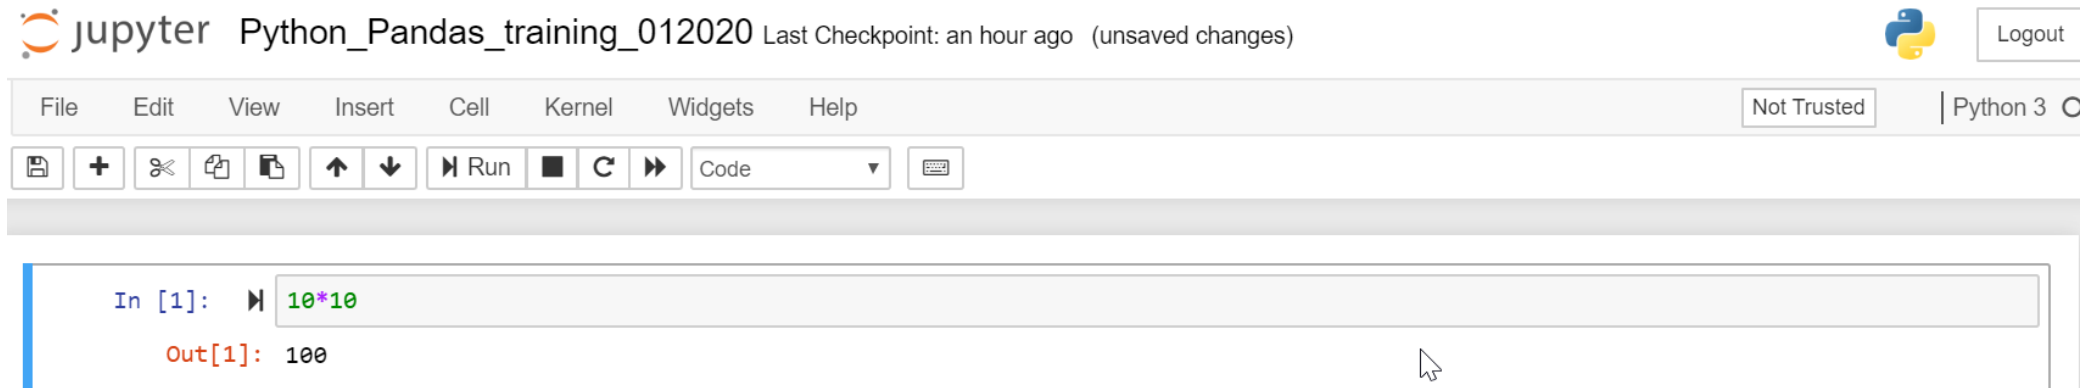 jupyter Python_Pandas_training_012020 Last Checkpoint: an hour ago (unsaved changes) Logout
File Edit View Insert Cell Kernel Widgets Help Not Trusted Python 3
Run Code
In [1]: 10*10
Out[1]: 100